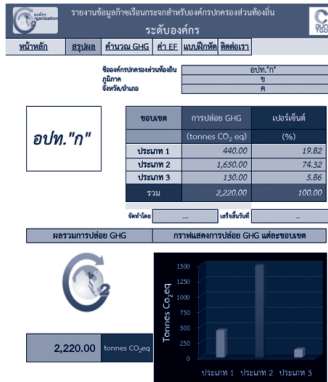 รายงานข้อมูลก๊าซเรือนกระจกสำหรับองค์กรปกครองส่วนท้องถิ่น
ระดับองค์กร
หน้าหลัก สรุปผล คำนวณ GHG ค่า EF แบบฝึกหัด ติดต่อเรา
ชื่อองค์กรปกครองส่วนท้องถิ่น อปท."ก"
ภูมิภาค ข
จังหวัด/อำเภอ ค
อปท."ก"
ขอบเขต การปล่อย GHG เปอร์เซ็นต์
(tonnes CO2 eq) (%)
ประเภท 1 440.00 19.82
ประเภท 2 1,650.00 74.32
ประเภท 3 130.00 5.86
รวม 2,220.00 100.00
จัดทำโดย ... เสร็จสิ้นวันที่ ...
ผลรวมการปล่อย GHG กราฟแสดงการปล่อย GHG แต่ละขอบเขต
2,220.00 tonnes CO2eq
Tonnes Co2eq
1500
1250
1000
750
500
250
0
ประเภท 1 ประเภท 2 ประเภท 3